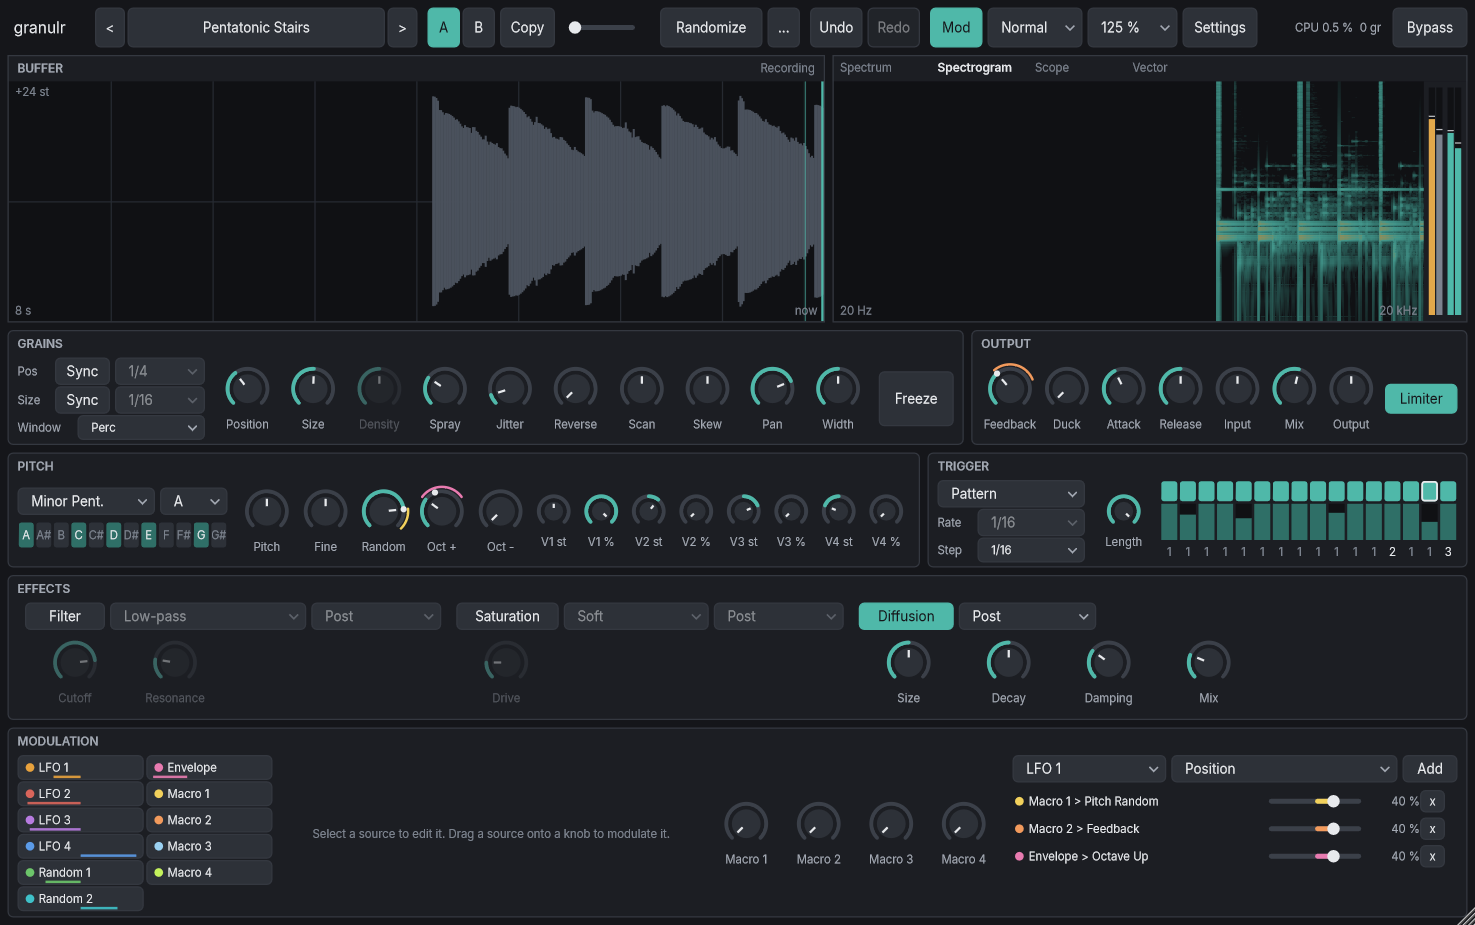 granulr < Pentatonic Stairs > A B Copy Randomize ... Undo Redo Mod Normal 125 % Settings CPU 0.5 % 0 gr Bypass
BUFFER Recording
+24 st
8 s now
Spectrum Spectrogram Scope Vector
20 Hz 20 kHz
GRAINS
Pos Sync 1/4
Size Sync 1/16
Window Perc
Position Size Density Spray Jitter Reverse Scan Skew Pan Width
Freeze
OUTPUT
Feedback Duck Attack Release Input Mix Output
Limiter
PITCH
Minor Pent. A
A A# B C C# D D# E F F# G G#
Pitch Fine Random Oct + Oct - V1 st V1 % V2 st V2 % V3 st V3 % V4 st V4 %
TRIGGER
Pattern
Rate 1/16
Step 1/16
Length
1 1 1 1 1 1 1 1 1 1 1 1 2 1 1 3
EFFECTS
Filter Low-pass Post Saturation Soft Post Diffusion Post
Cutoff Resonance Drive Size Decay Damping Mix
MODULATION
LFO 1 Envelope
LFO 2 Macro 1
LFO 3 Macro 2
LFO 4 Macro 3
Random 1 Macro 4
Random 2
Select a source to edit it. Drag a source onto a knob to modulate it.
Macro 1 Macro 2 Macro 3 Macro 4
LFO 1 Position Add
Macro 1 > Pitch Random 40 % x
Macro 2 > Feedback 40 % x
Envelope > Octave Up 40 % x